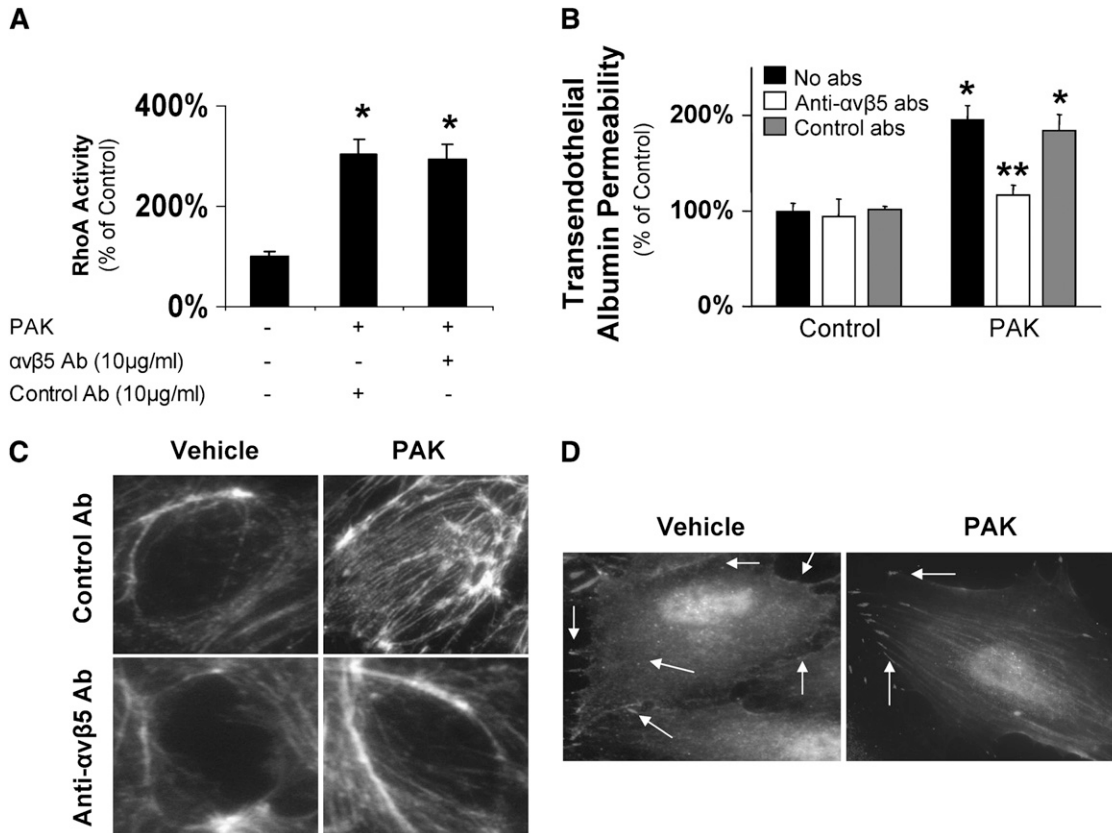 A
400%
200%
0%
RhoA Activity
(% of Control)
*
*
PAK - + +
αvβ5 Ab (10µg/ml) - - +
Control Ab (10µg/ml) - + -
B
Transendothelial
Albumin Permeability
(% of Control)
No abs
Anti-αvβ5 abs
Control abs
200%
100%
0%
*
**
*
Control PAK
C
Vehicle PAK
Control Ab
Anti-αvβ5 Ab
D
Vehicle PAK